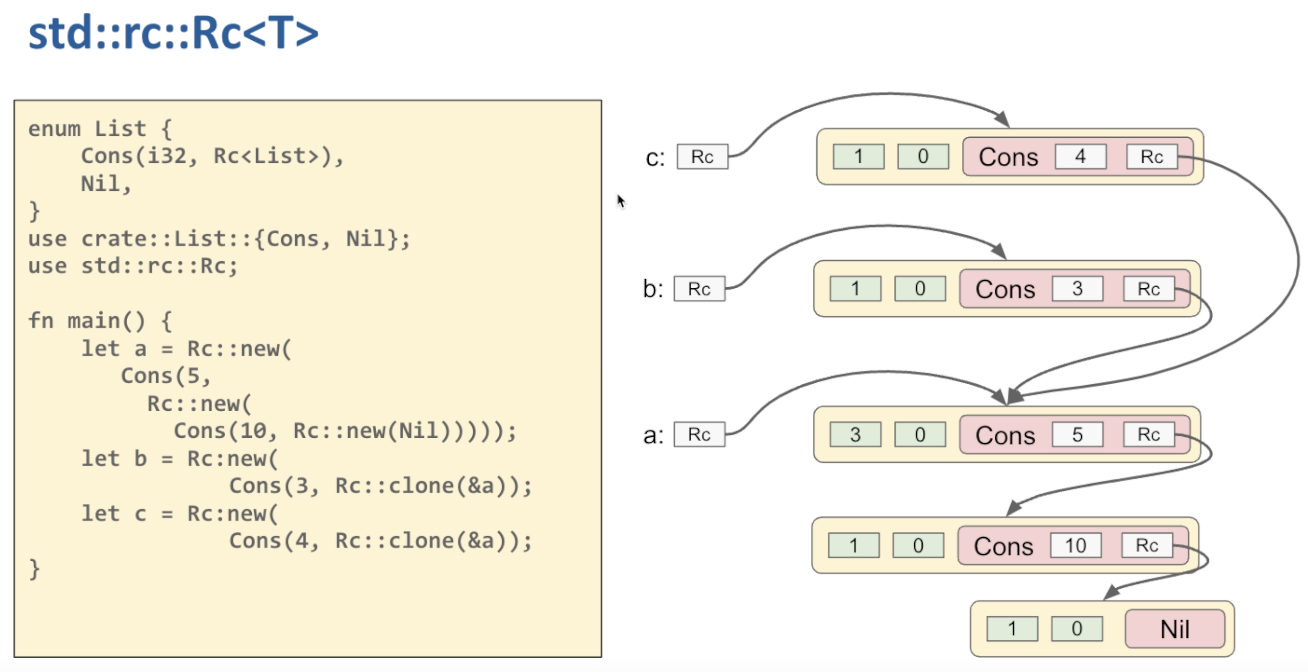 std::rc::Rc<T>
enum List {
    Cons(i32, Rc<List>),
    Nil,
}
use crate::List::{Cons, Nil};
use std::rc::Rc;
fn main() {
    let a = Rc::new(
       Cons(5,
         Rc::new(
           Cons(10, Rc::new(Nil)))));
    let b = Rc:new(
               Cons(3, Rc::clone(&a));
    let c = Rc:new(
               Cons(4, Rc::clone(&a));
}
c: Rc 1 0 Cons 4 Rc
b: Rc 1 0 Cons 3 Rc
a: Rc 3 0 Cons 5 Rc
1 0 Cons 10 Rc
1 0 Nil